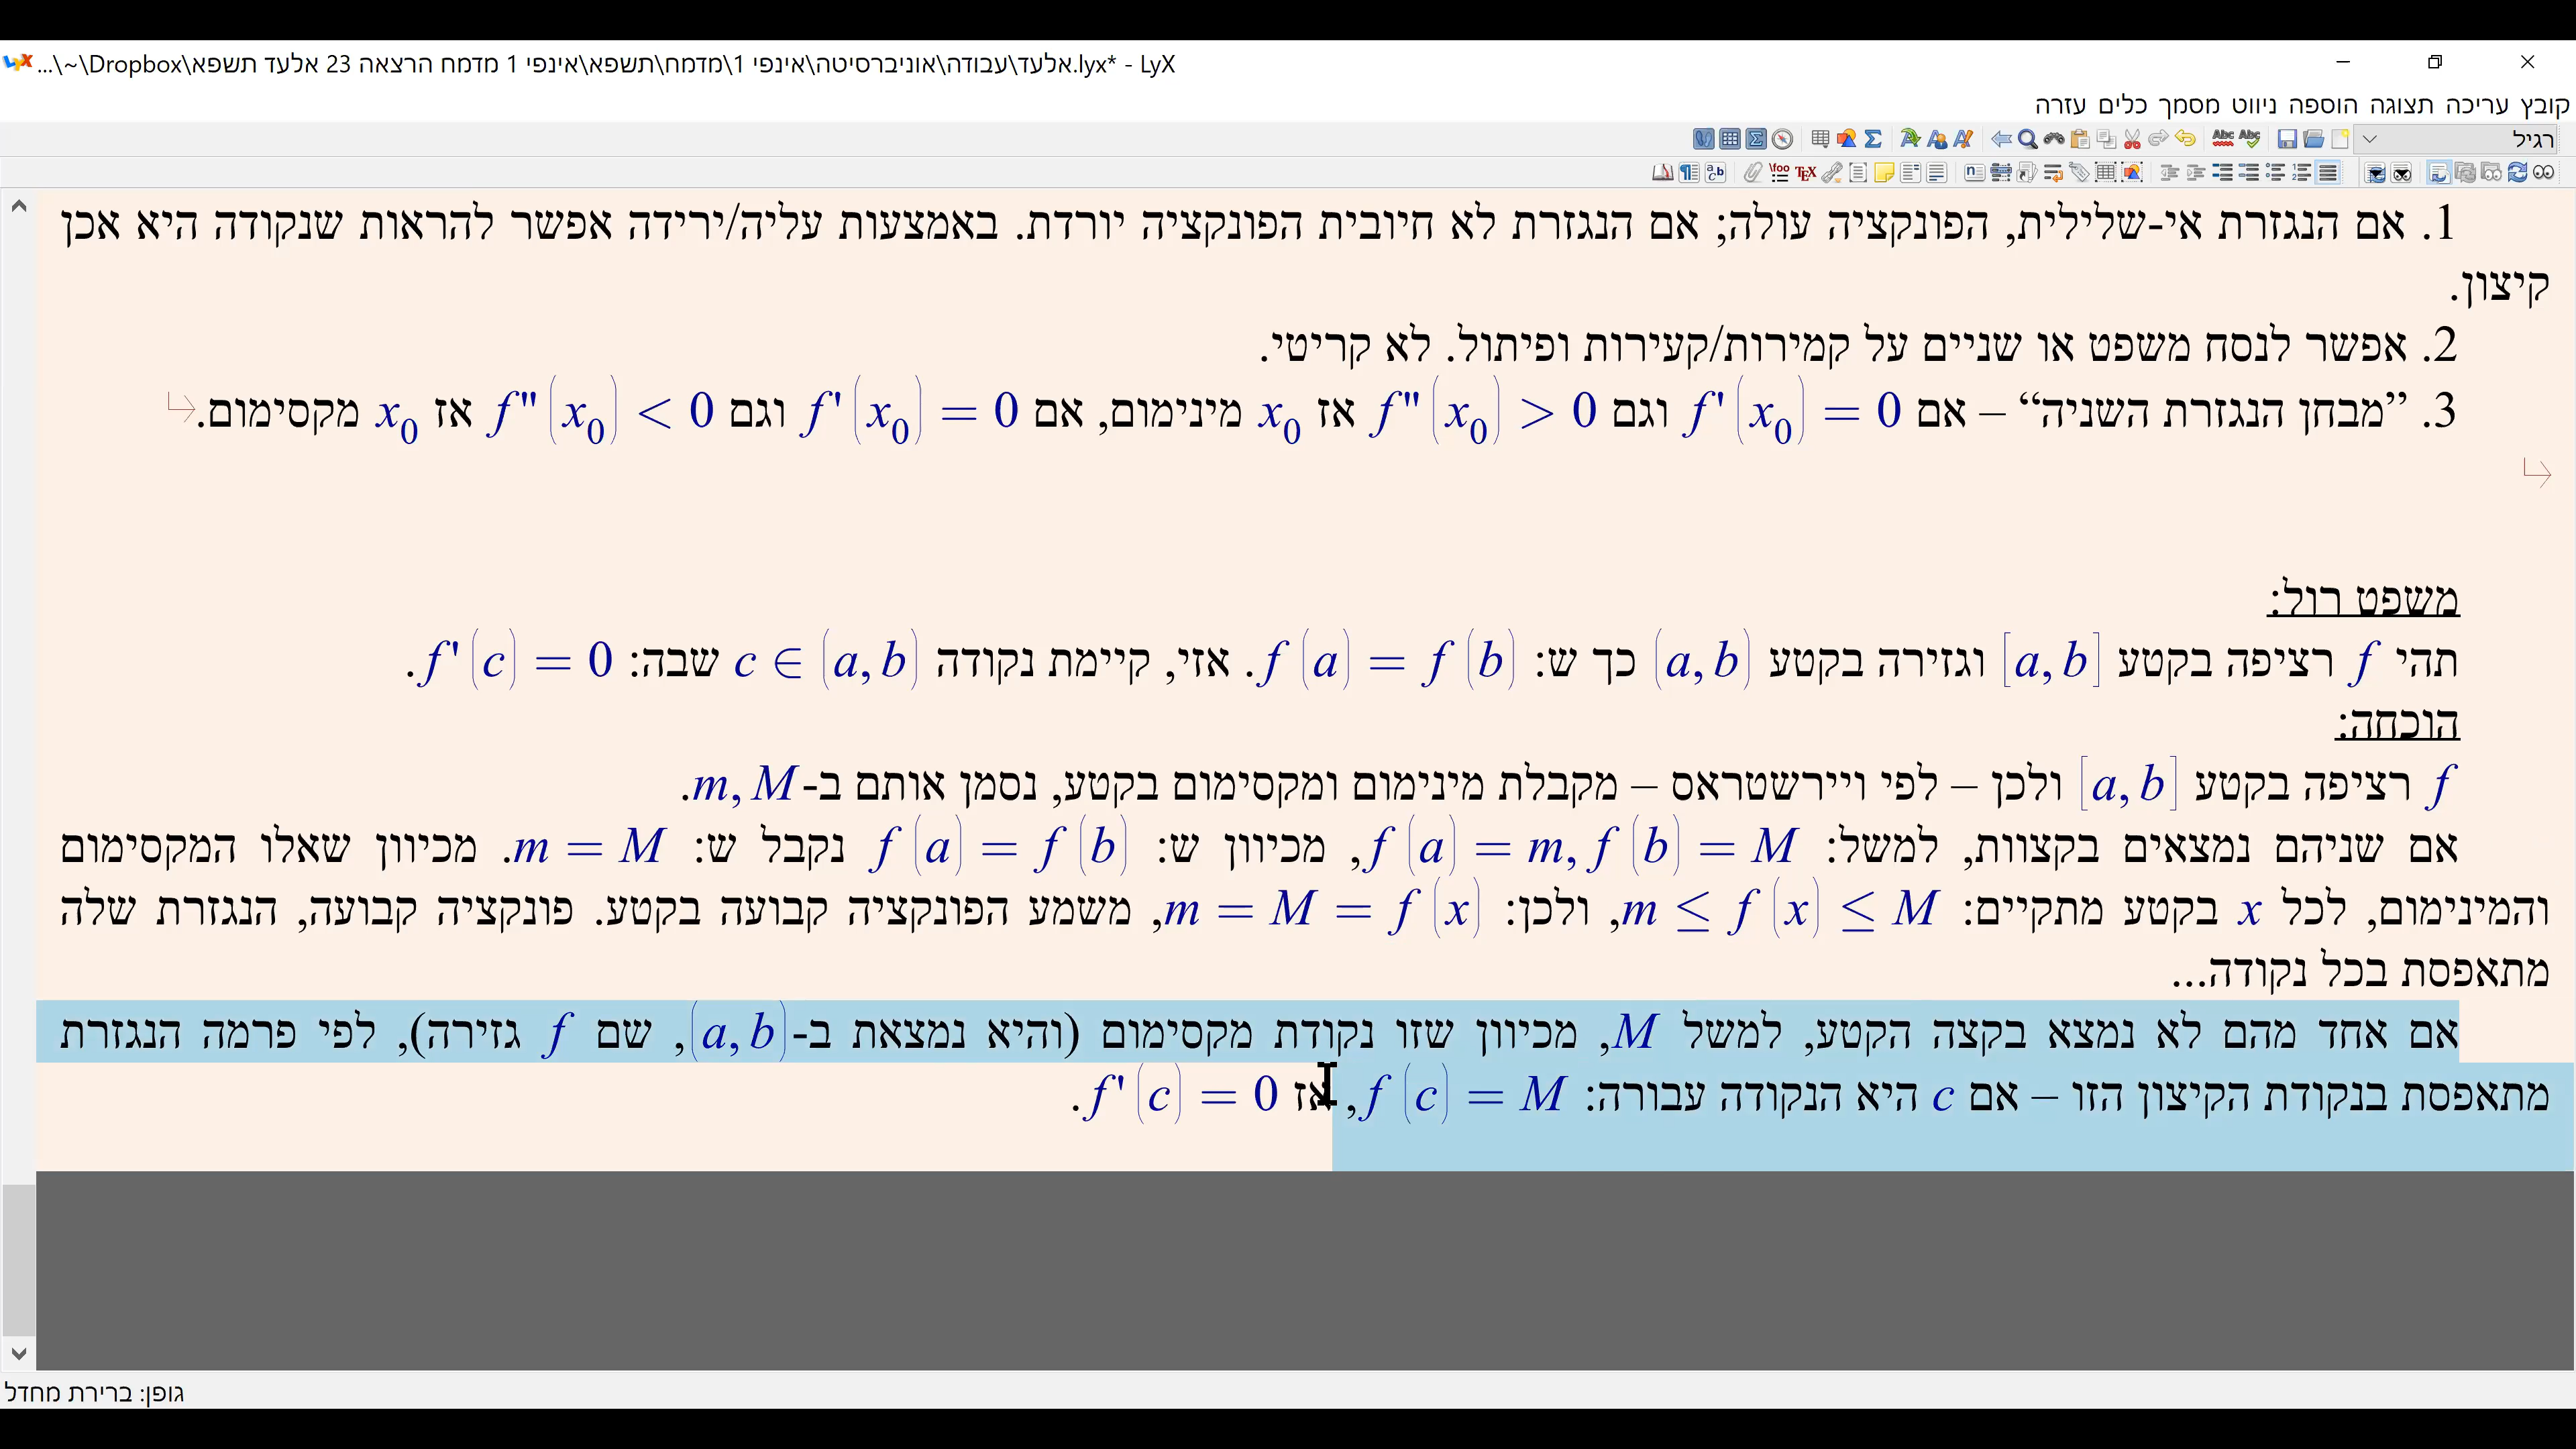 ...\~\Dropbox\אלעד\עבודה\אוניברסיטה\אינפי 1\מדמח\תשפא\אינפי 1 מדמח הרצאה 23 אלעד תשפא.lyx* - LyX
קובץ עריכה תצוגה הוספה ניווט מסמך כלים עזרה
רגיל
1. אם הנגזרת אי-שלילית, הפונקציה עולה; אם הנגזרת לא חיובית הפונקציה יורדת. באמצעות עליה/ירידה אפשר להראות שנקודה היא אכן
קיצון.
2. אפשר לנסח משפט או שניים על קמירות/קעירות ופיתול. לא קריטי.
3. ”מבחן הנגזרת השניה“ – אם f'(x₀) = 0 וגם f''(x₀) > 0 אז x₀ מינימום, אם f'(x₀) = 0 וגם f''(x₀) < 0 אז x₀ מקסימום.
משפט רול:
תהי f רציפה בקטע [a, b] וגזירה בקטע (a, b) כך ש: f(a) = f(b). אזי, קיימת נקודה c ∈ (a, b) שבה: f'(c) = 0.
הוכחה:
f רציפה בקטע [a, b] ולכן – לפי ויירשטראס – מקבלת מינימום ומקסימום בקטע, נסמן אותם ב-m, M.
אם שניהם נמצאים בקצוות, למשל: f(a) = m, f(b) = M, מכיוון ש: f(a) = f(b) נקבל ש: m = M. מכיוון שאלו המקסימום
והמינימום, לכל x בקטע מתקיים: m ≤ f(x) ≤ M, ולכן: m = M = f(x), משמע הפונקציה קבועה בקטע. פונקציה קבועה, הנגזרת שלה
מתאפסת בכל נקודה...
אם אחד מהם לא נמצא בקצה הקטע, למשל M, מכיוון שזו נקודת מקסימום (והיא נמצאת ב-(a, b), שם f גזירה), לפי פרמה הנגזרת
מתאפסת בנקודת הקיצון הזו – אם c היא הנקודה עבורה: f(c) = M, אז f'(c) = 0.
גופן: ברירת מחדל